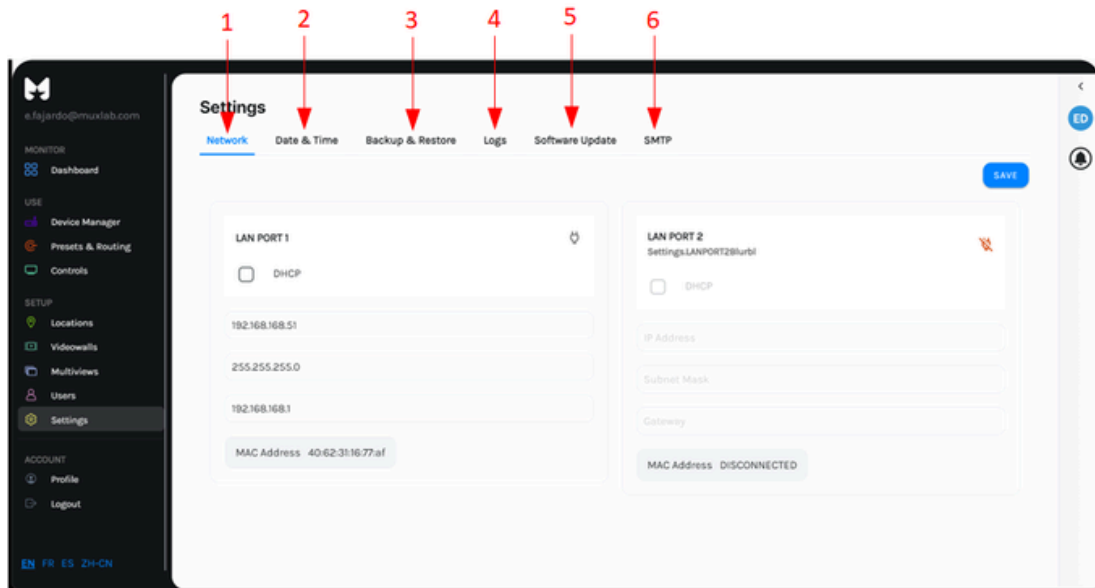 1 2 3 4 5 6
e.fajardo@muxlab.com
MONITOR
Dashboard
USE
Device Manager
Presets & Routing
Controls
SETUP
Locations
Videowalls
Multiviews
Users
Settings
ACCOUNT
Profile
Logout
EN FR ES ZH-CN
Settings
Network Date & Time Backup & Restore Logs Software Update SMTP
SAVE
LAN PORT 1
DHCP
192.168.168.51
255.255.255.0
192.168.168.1
MAC Address 40:62:31:16:77:af
LAN PORT 2
Settings.LANPORT2Blurb1
DHCP
IP Address
Subnet Mask
Gateway
MAC Address DISCONNECTED
ED